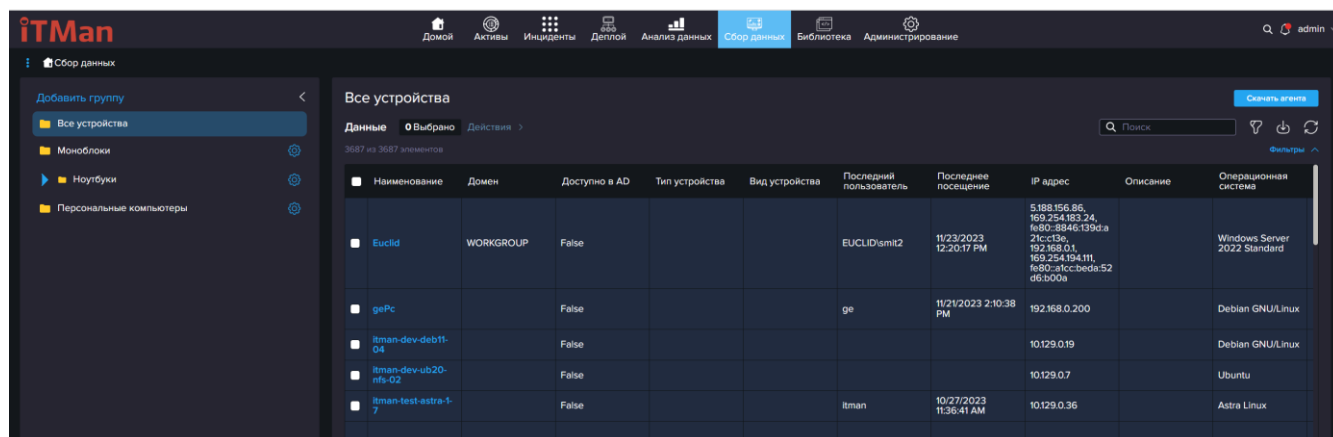 iTMan
Домой Активы Инциденты Деплой Анализ данных Сбор данных Библиотека Администрирование admin
Сбор данных
Добавить группу
Все устройства
Моноблоки
Ноутбуки
Персональные компьютеры
Все устройства
Скачать агента
Данные 0 Выбрано Действия
Поиск
3687 из 3687 элементов
Фильтры
Наименование Домен Доступно в AD Тип устройства Вид устройства Последний пользователь Последнее посещение IP адрес Описание Операционная система
Euclid WORKGROUP False EUCLID\smit2 11/23/2023 12:20:17 PM
5.188.156.86,
169.254.183.24,
fe80::8846:139d:a
21c:c13e,
192.168.0.1,
169.254.194.111,
fe80::a1cc:beda:52
d6:b00a
Windows Server
2022 Standard
gePc False ge 11/21/2023 2:10:38 PM 192.168.0.200 Debian GNU/Linux
itman-dev-deb11-04 False 10.129.0.19 Debian GNU/Linux
itman-dev-ub20-nfs-02 False 10.129.0.7 Ubuntu
itman-test-astra-1-7 False itman 10/27/2023 11:36:41 AM 10.129.0.36 Astra Linux